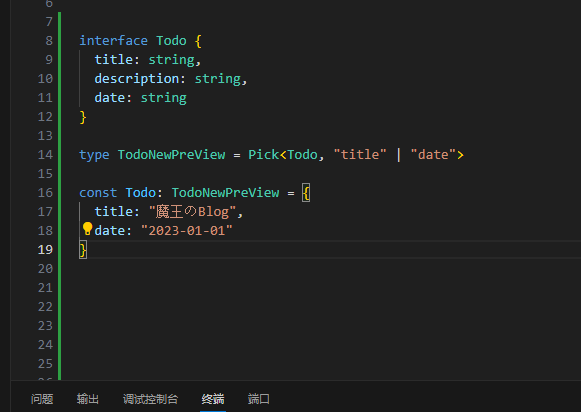 6
7
8 interface Todo {
9 title: string,
10 description: string,
11 date: string
12 }
13
14 type TodoNewPreView = Pick<Todo, "title" | "date">
15
16 const Todo: TodoNewPreView = {
17 title: "魔王のBlog",
18 date: "2023-01-01"
19 }
20
21
22
23
24
25
26
问题 输出 调试控制台 终端 端口